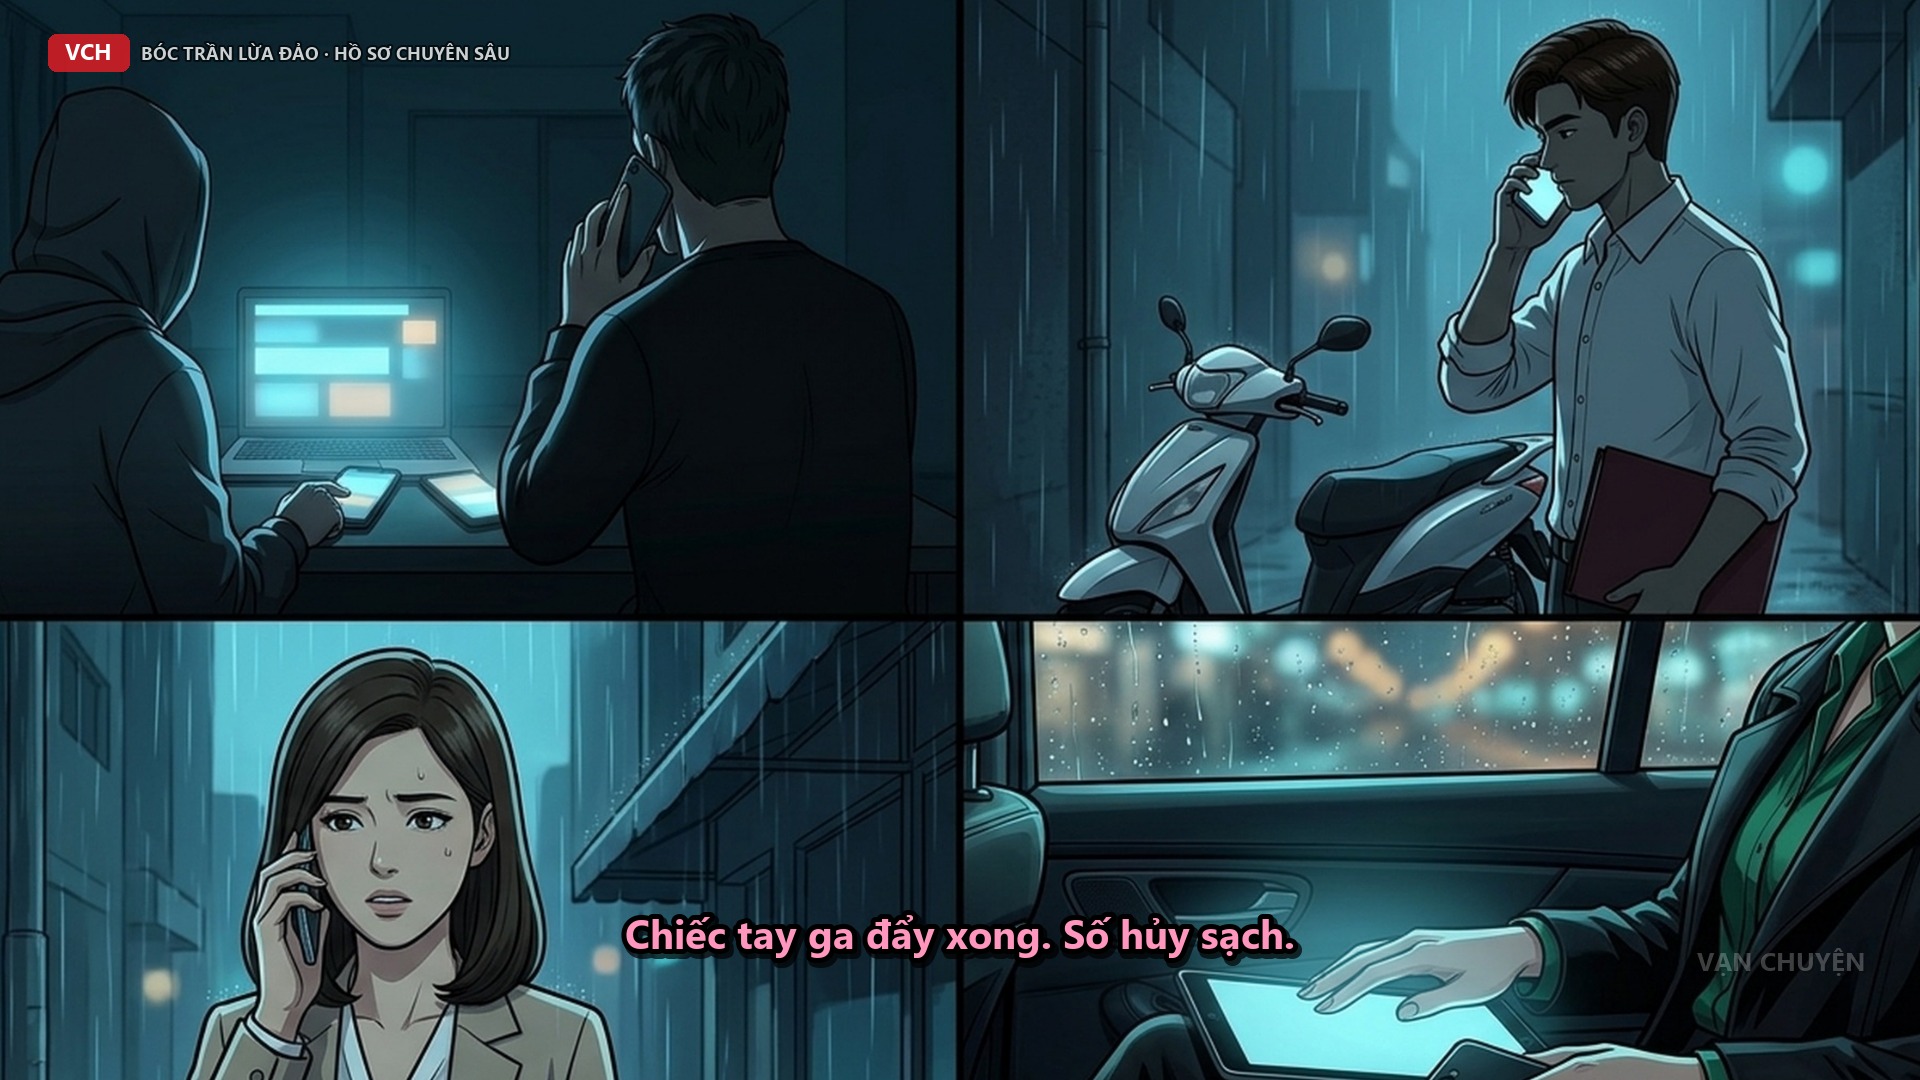 VCH BÓC TRẦN LỪA ĐẢO · HỒ SƠ CHUYÊN SÂU
Chiếc tay ga đẩy xong. Số hủy sạch.
VẠN CHUYỆN